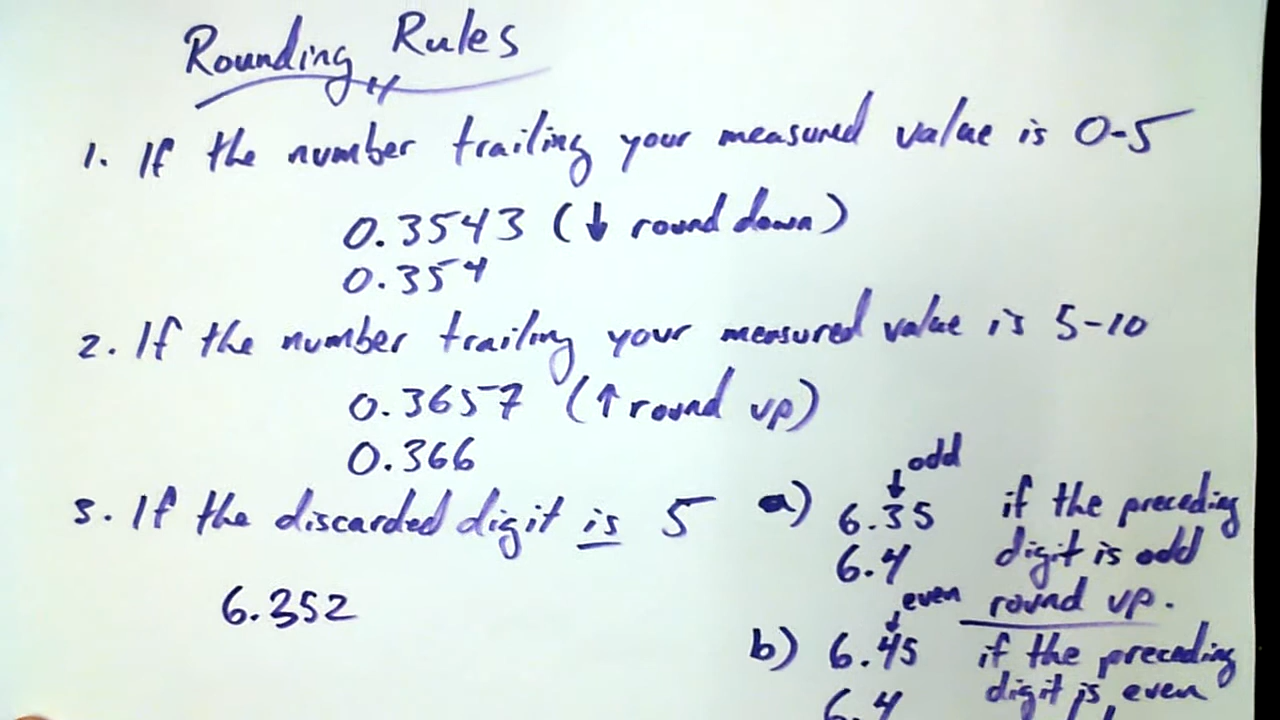 Rounding Rules
1. If the number trailing your measured value is 0-5
0.3543 (↓ round down)
0.354
2. If the number trailing your measured value is 5-10
0.3657 (↑ round up)
0.366
3. If the discarded digit is 5
6.352
odd
a) 6.35 if the preceding
6.4 digit is odd
round up.
even
b) 6.45 if the preceding
6.4 digit is even